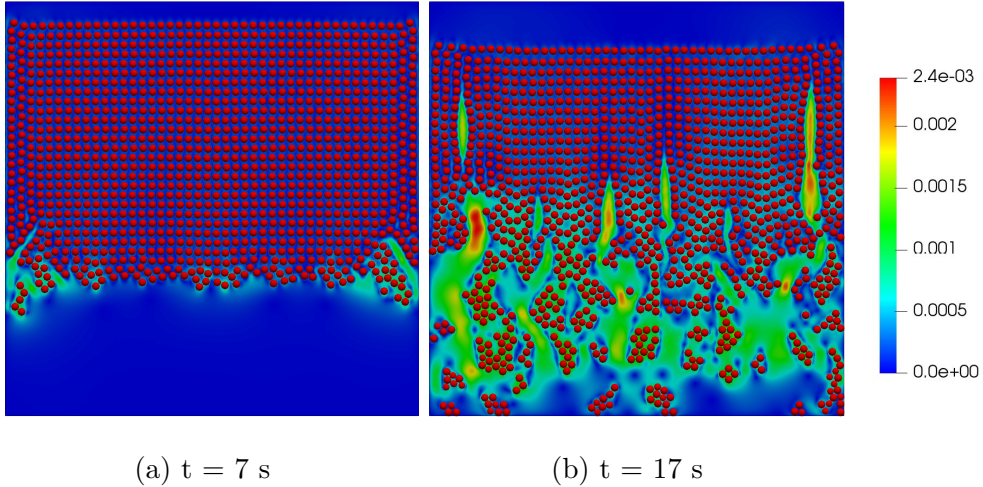 2.4e-03
0.002
0.0015
0.001
0.0005
0.0e+00
(a) t = 7 s
(b) t = 17 s